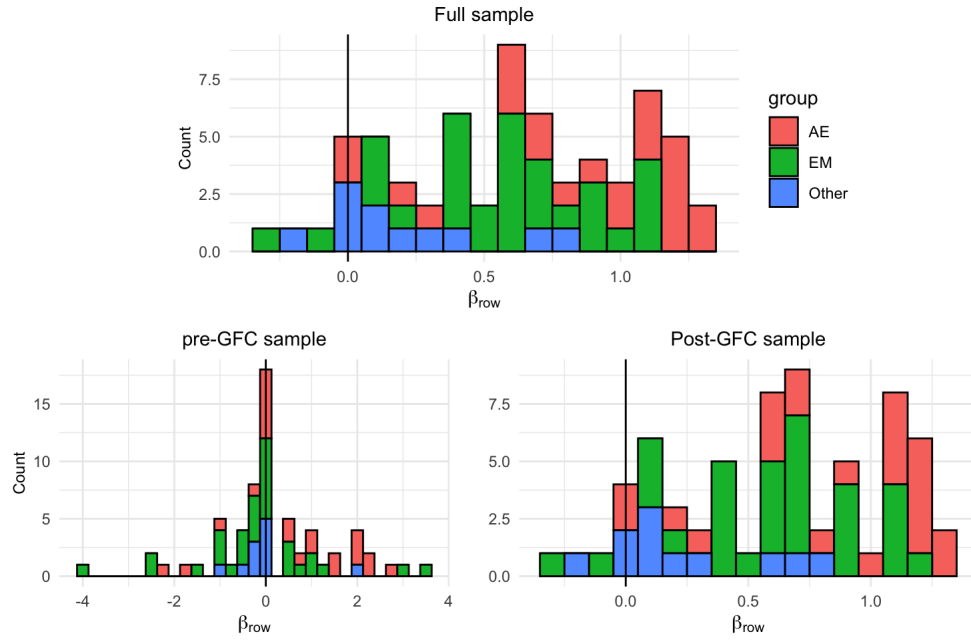 Full sample
7.5
5.0
2.5
0.0
Count
0.0 0.5 1.0
βrow
group
AE
EM
Other
pre-GFC sample
15
10
5
0
Count
-4 -2 0 2 4
βrow
Post-GFC sample
7.5
5.0
2.5
0.0
0.0 0.5 1.0
βrow